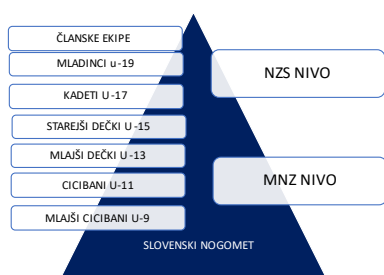 ČLANSKE EKIPE
MLADINCI u-19
KADETI U-17
STAREJŠI DEČKI U-15
MLAJŠI DEČKI U-13
CICIBANI U-11
MLAJŠI CICIBANI U-9
NZS NIVO
MNZ NIVO
SLOVENSKI NOGOMET